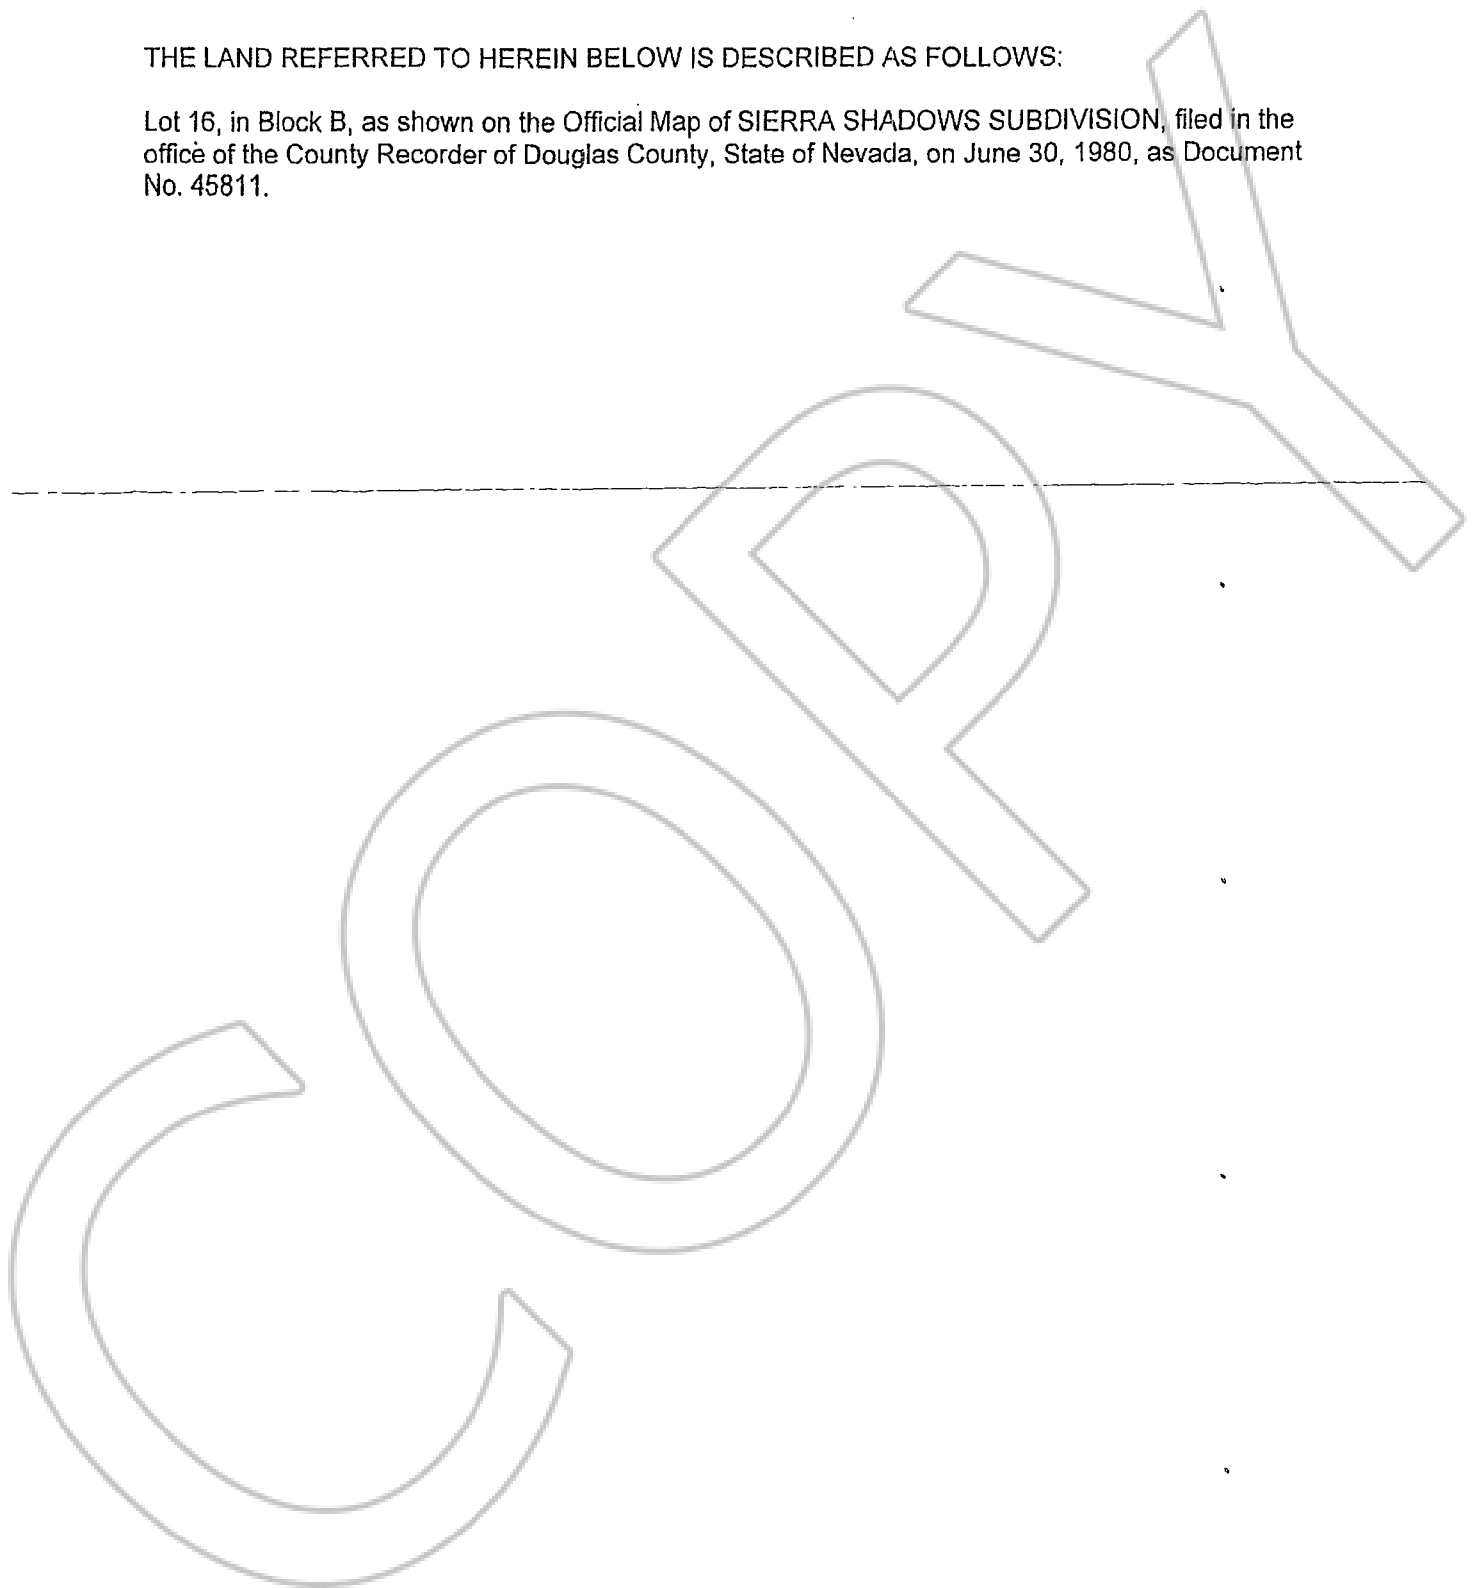 THE LAND REFERRED TO HEREIN BELOW IS DESCRIBED AS FOLLOWS:
Lot 16, in Block B, as shown on the Official Map of SIERRA SHADOWS SUBDIVISION, filed in the
office of the County Recorder of Douglas County, State of Nevada, on June 30, 1980, as Document
No. 45811.
COPY